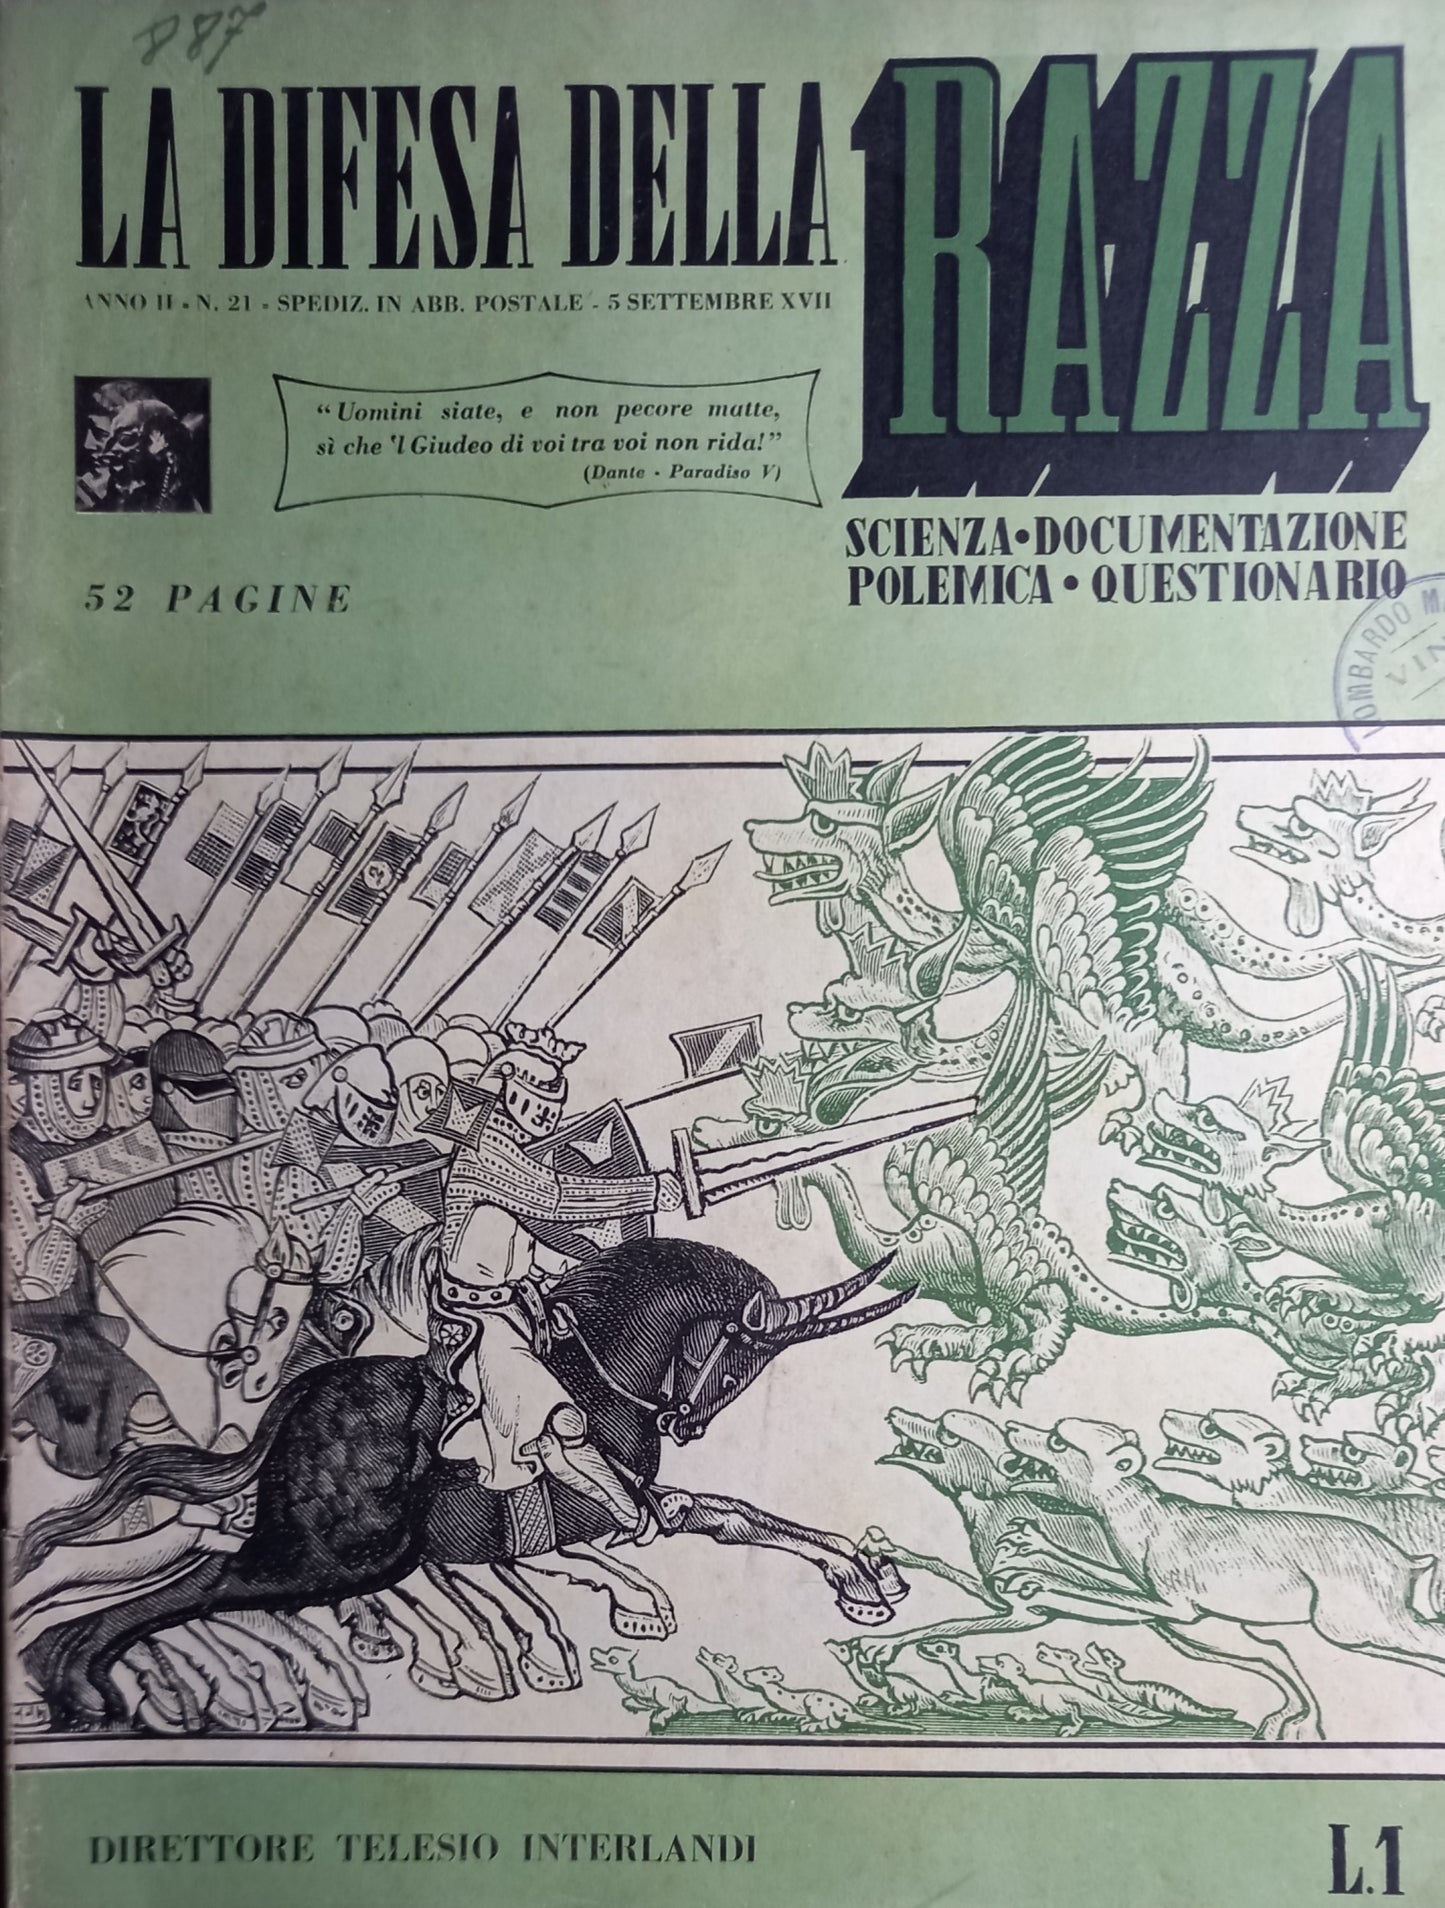 887
LA DIFESA DELLA RAZZA
ANNO II - N. 21 - SPEDIZ. IN ABB. POSTALE - 5 SETTEMBRE XVII
“Uomini siate, e non pecore matte,
sì che 'l Giudeo di voi tra voi non rida!”
(Dante - Paradiso V)
SCIENZA•DOCUMENTAZIONE
POLEMICA•QUESTIONARIO
52 PAGINE
DIRETTORE TELESIO INTERLANDI
L.1